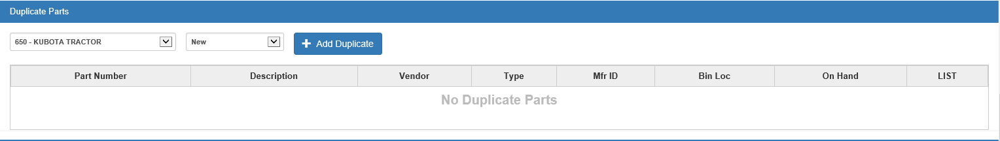 Duplicate Parts
650 - KUBOTA TRACTOR New Add Duplicate
Part Number Description Vendor Type Mfr ID Bin Loc On Hand LIST
No Duplicate Parts